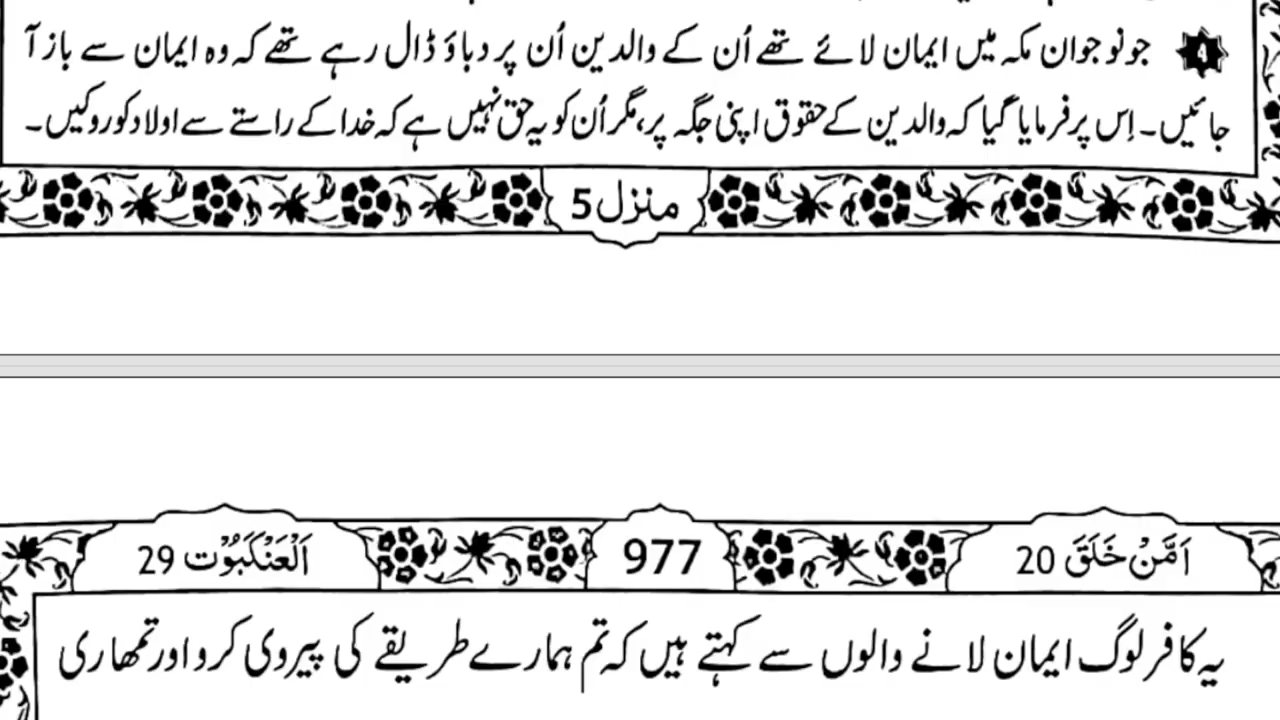 4 جو نوجوان مکہ میں ایمان لائے تھے اُن کے والدین اُن پر دباؤ ڈال رہے تھے کہ وہ ایمان سے باز آ
جائیں۔ اِس پر فرمایا گیا کہ والدین کے حقوق اپنی جگہ پر، مگر اُن کو یہ حق نہیں ہے کہ خدا کے راستے سے اولاد کو روکیں۔
منزل 5
اَمَّنْ خَلَقَ 20
977
اَلْعَنْكَبُوْت 29
یہ کافر لوگ ایمان لانے والوں سے کہتے ہیں کہ تم ہمارے طریقے کی پیروی کرو اور تمھاری